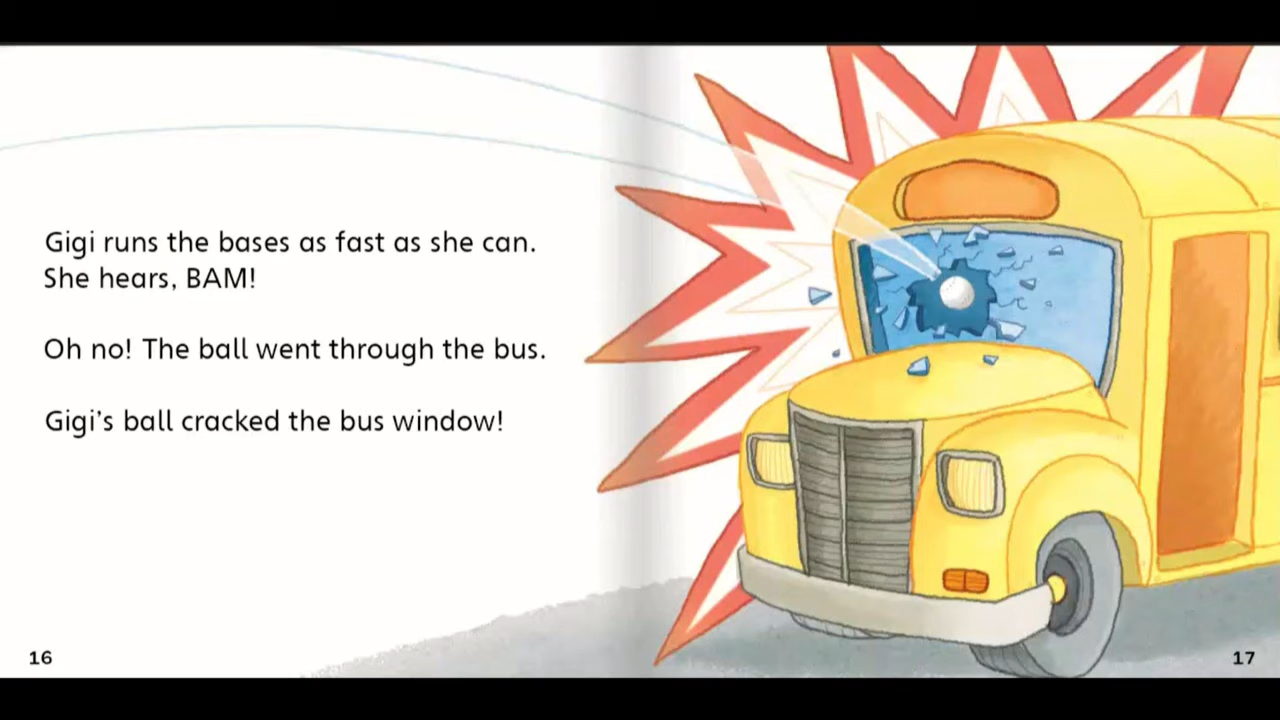 Gigi runs the bases as fast as she can.
She hears, BAM!
Oh no! The ball went through the bus.
Gigi's ball cracked the bus window!
16
17